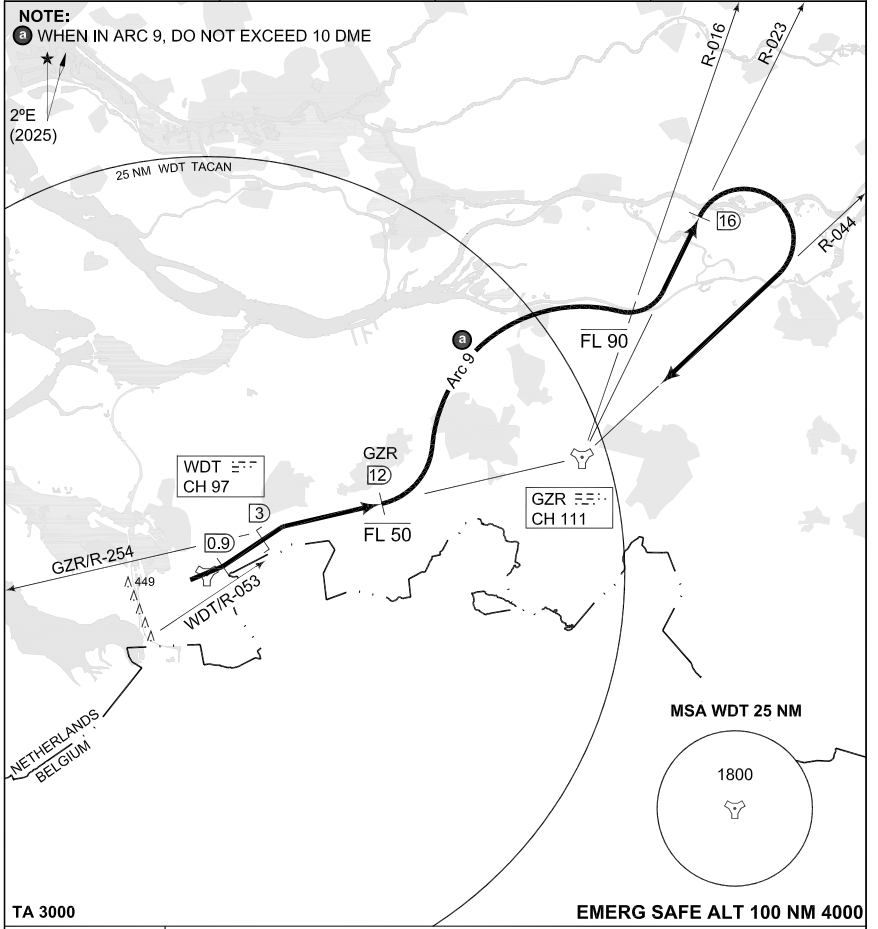 NOTE:
a WHEN IN ARC 9, DO NOT EXCEED 10 DME
2ºE
(2025)
25 NM WDT TACAN
R-016
R-023
16
R-044
a
FL 90
Arc 9
GZR
12
FL 50
WDT
CH 97
3
0.9
GZR
CH 111
GZR/R-254
449
WDT/R-053
NETHERLANDS
BELGIUM
MSA WDT 25 NM
1800
TA 3000
EMERG SAFE ALT 100 NM 4000